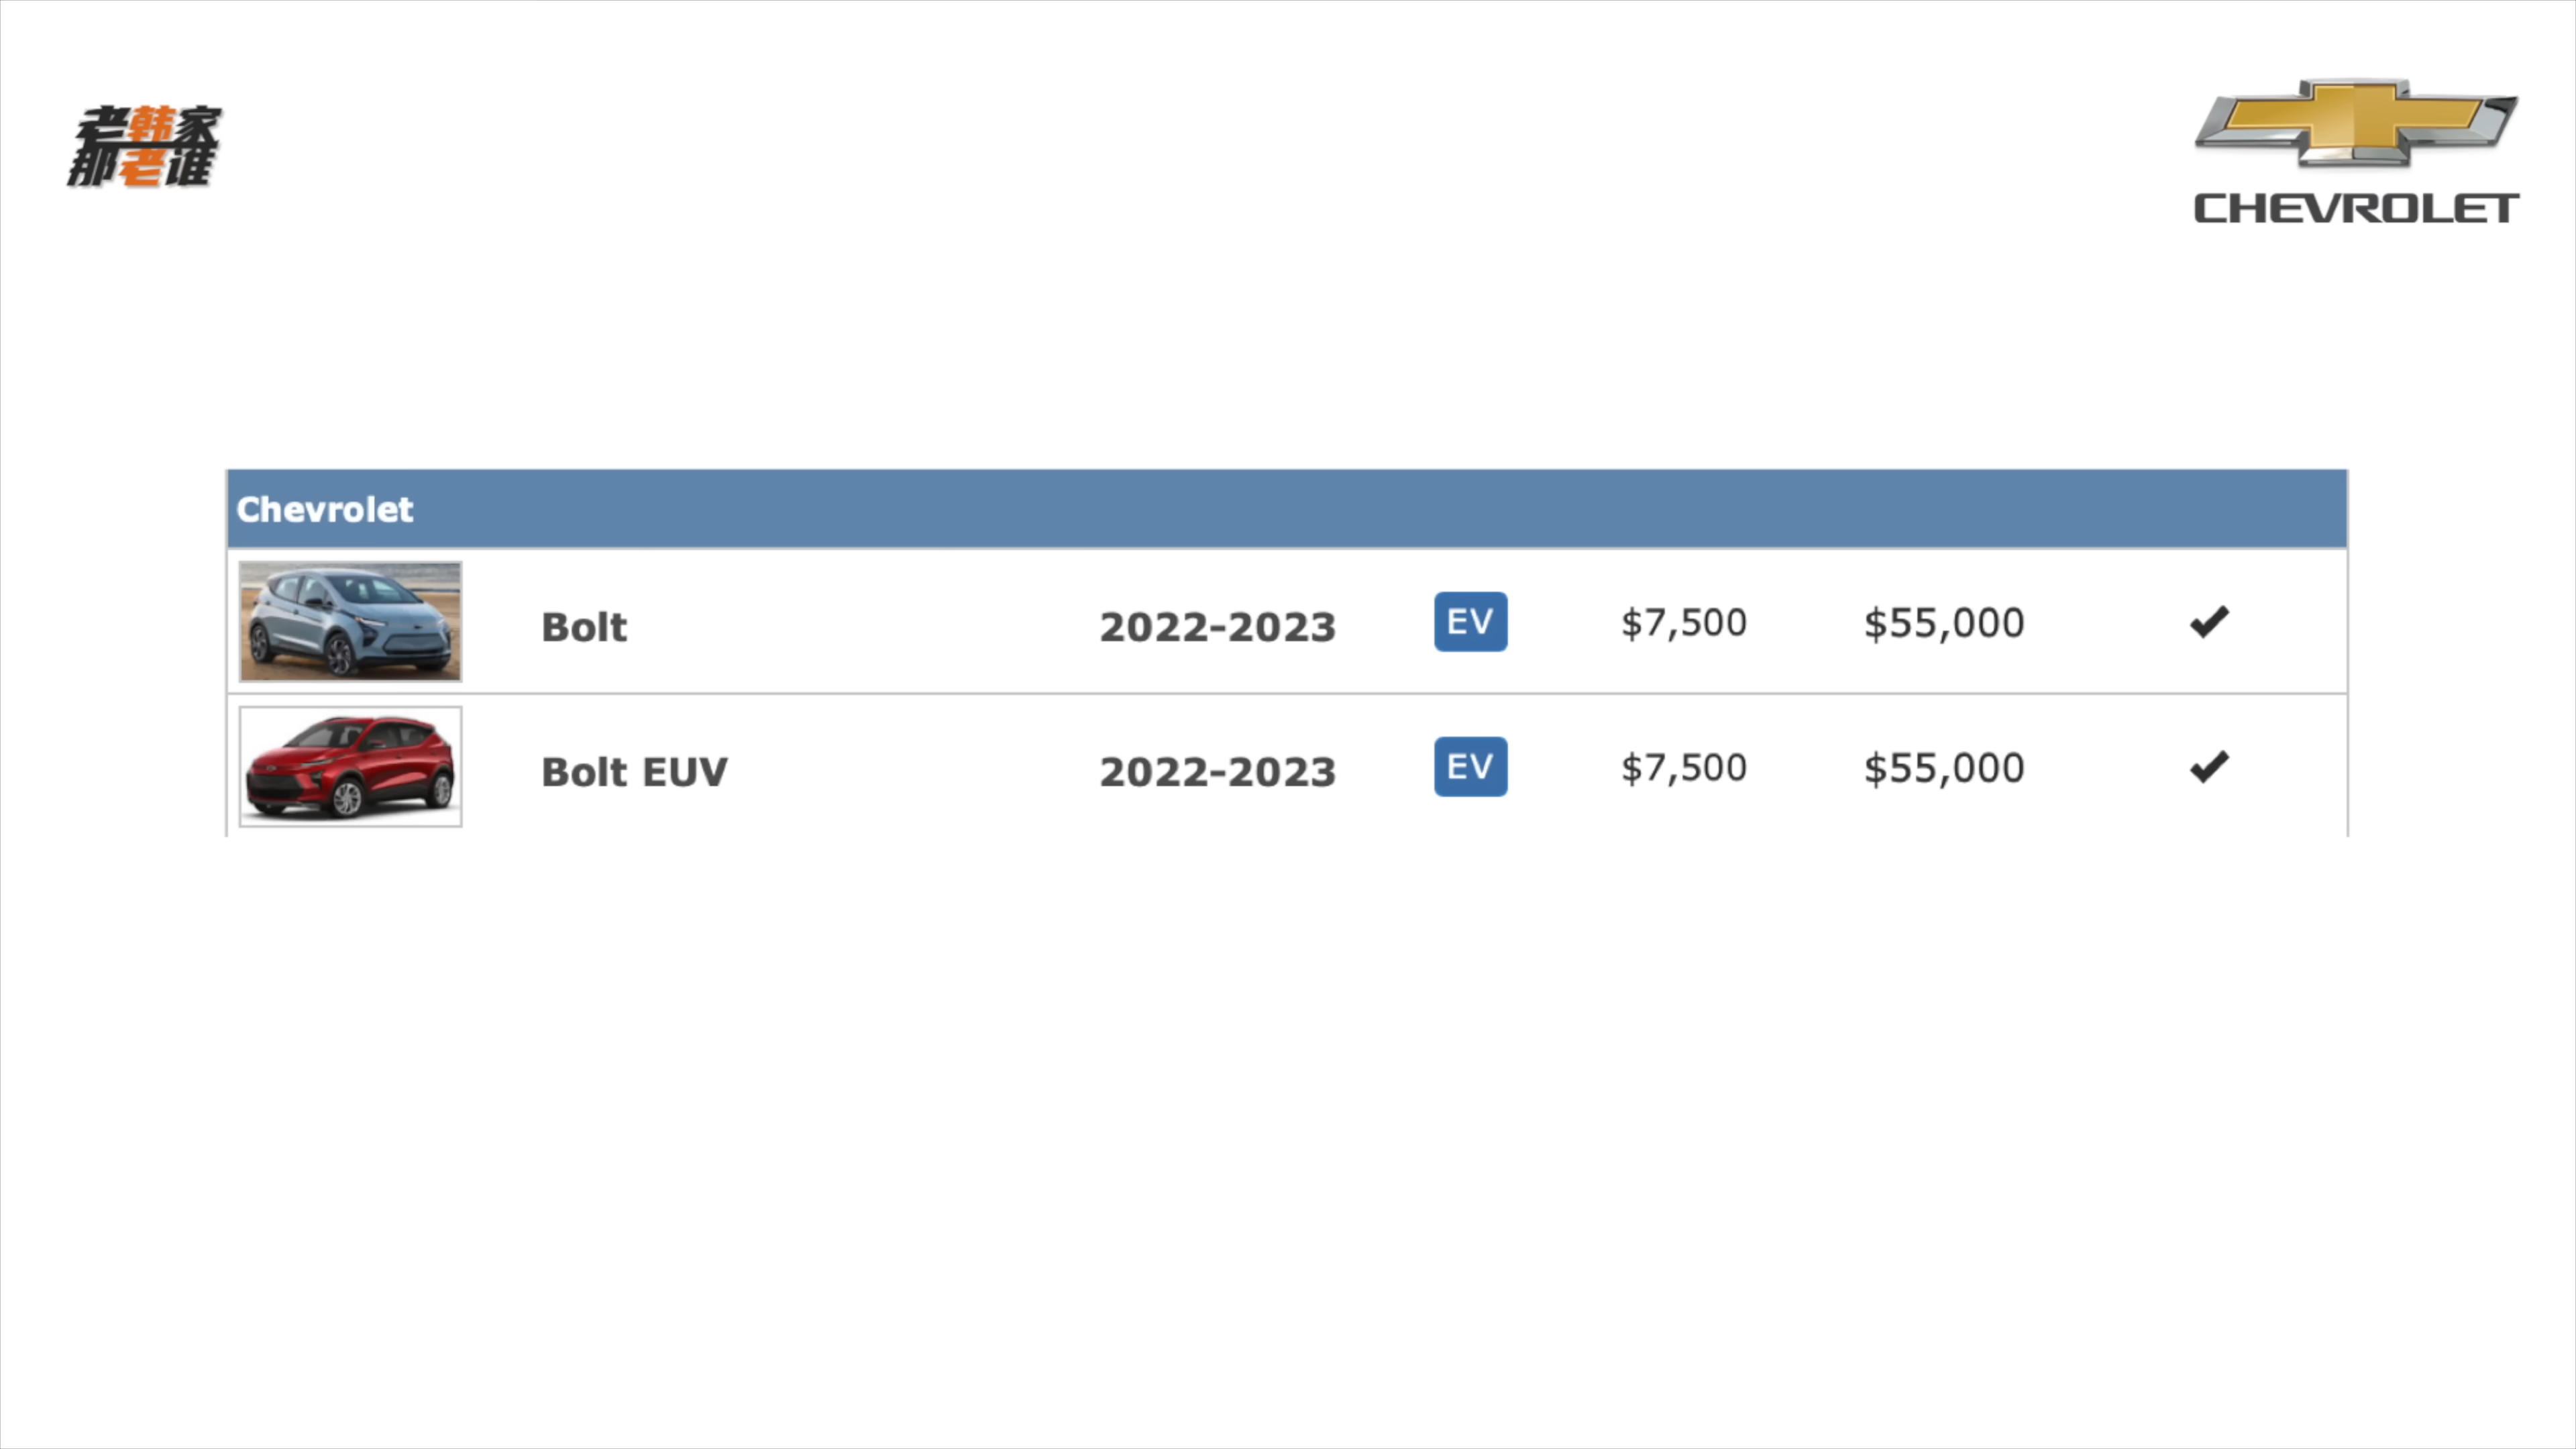 老韩家
那老谁
CHEVROLET
Chevrolet
Bolt 2022-2023 EV $7,500 $55,000 ✔
Bolt EUV 2022-2023 EV $7,500 $55,000 ✔